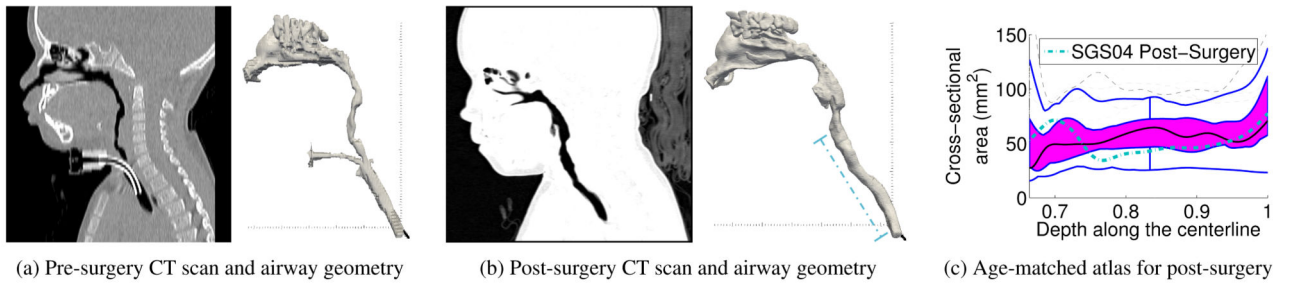 150
100
50
0
SGS04 Post-Surgery
Cross-sectional
area (mm²)
0.7 0.8 0.9 1
Depth along the centerline
(a) Pre-surgery CT scan and airway geometry
(b) Post-surgery CT scan and airway geometry
(c) Age-matched atlas for post-surgery